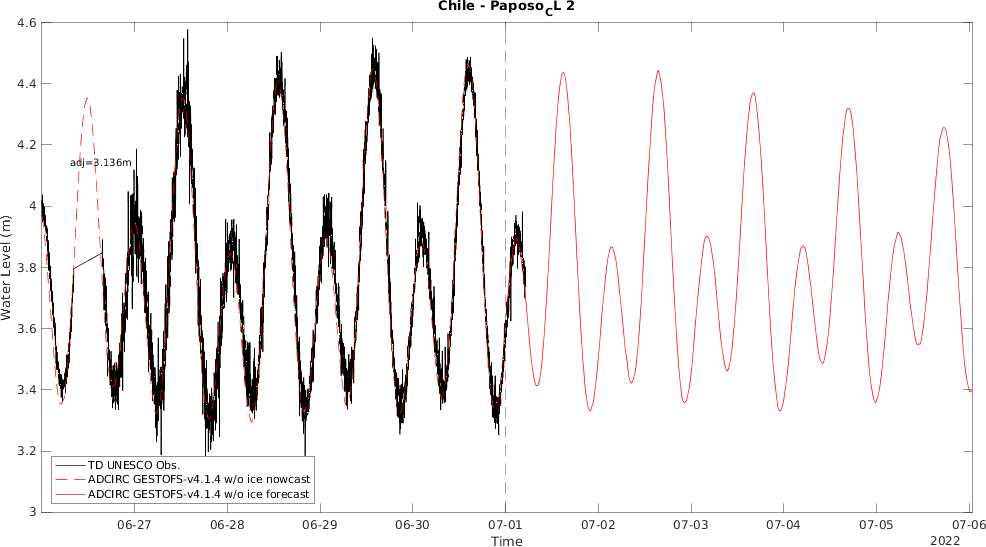 Chile - Paposo_CL 2
4.6
4.4
4.2
4
3.8
3.6
3.4
3.2
3
Water Level (m)
adj=3.136m
TD UNESCO Obs.
ADCIRC GESTOFS-v4.1.4 w/o ice nowcast
ADCIRC GESTOFS-v4.1.4 w/o ice forecast
06-27 06-28 06-29 06-30 07-01 07-02 07-03 07-04 07-05 07-06
Time
2022